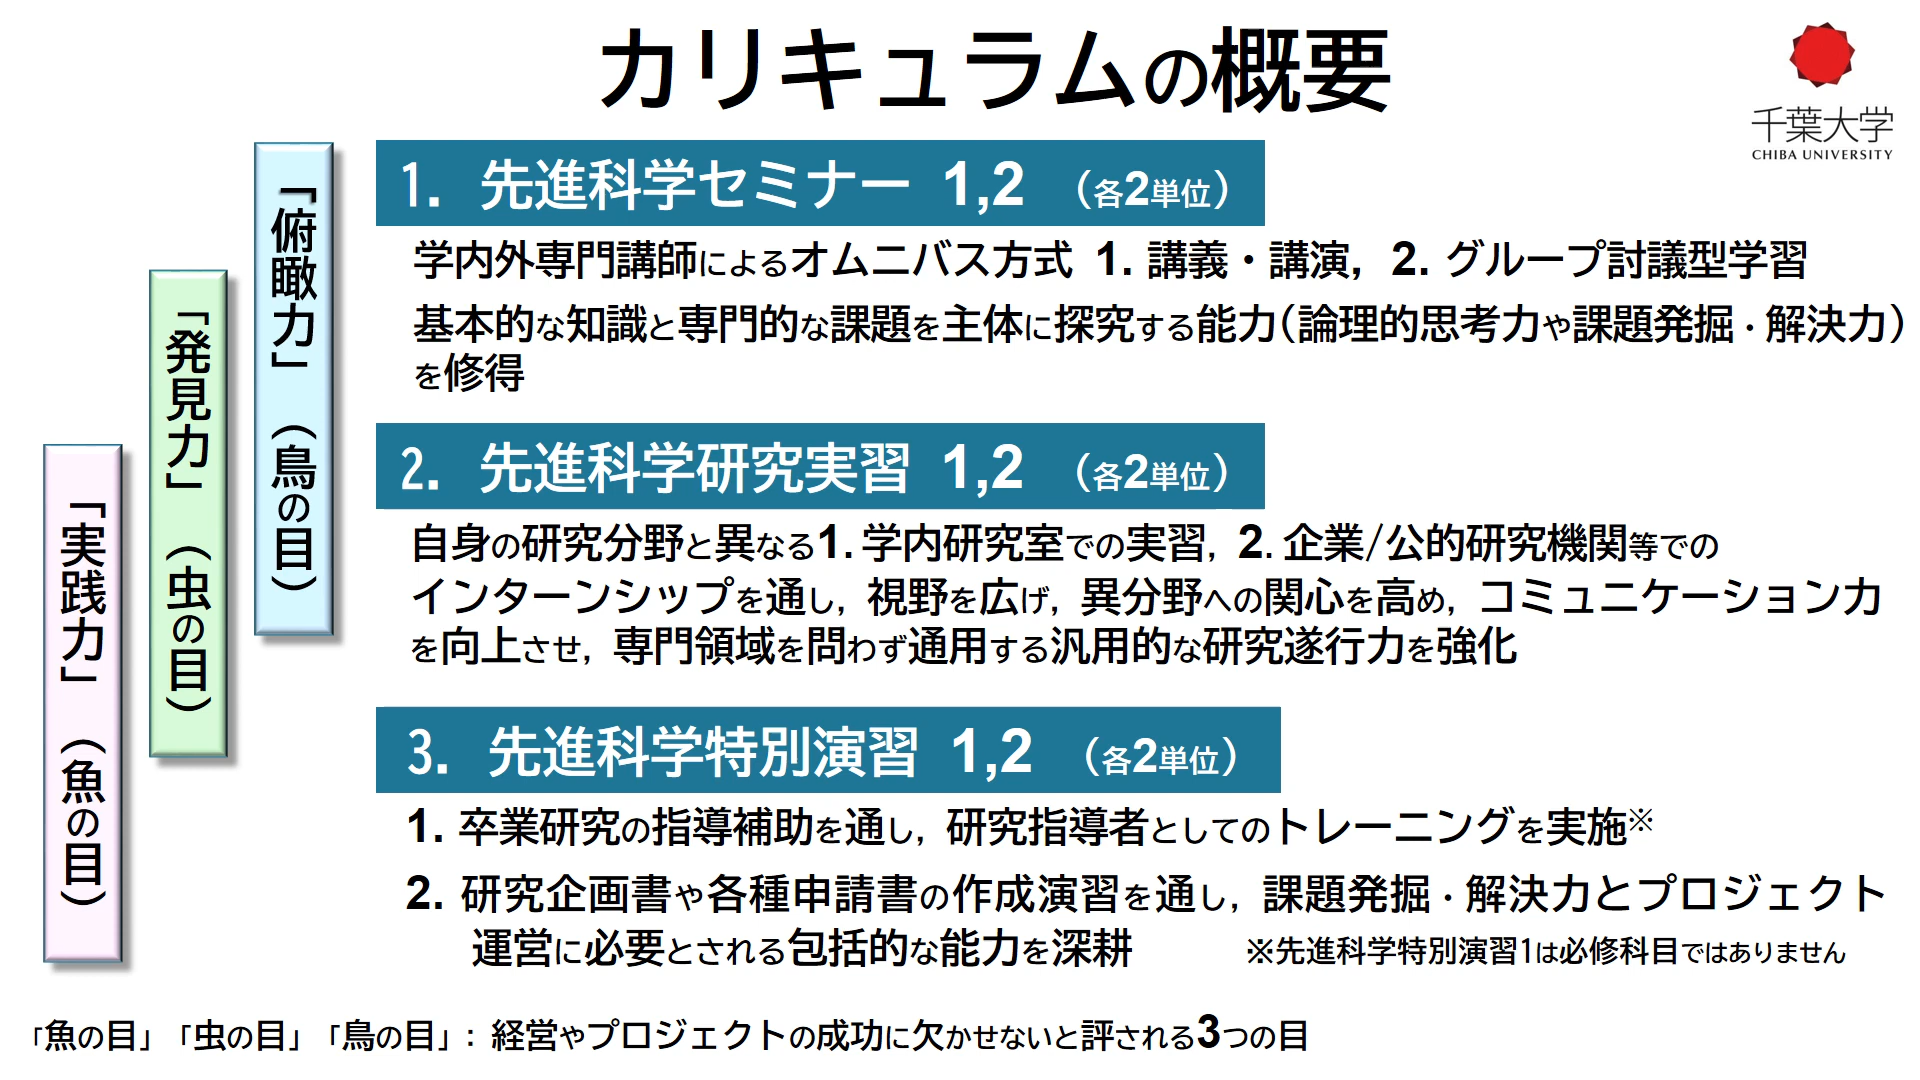 カリキュラムの概要
千葉大学
CHIBA UNIVERSITY
「俯瞰力」（鳥の目）
「発見力」（虫の目）
「実践力」（魚の目）
1. 先進科学セミナー 1,2 （各2単位）
学内外専門講師によるオムニバス方式 1. 講義・講演，2. グループ討議型学習
基本的な知識と専門的な課題を主体に探究する能力（論理的思考力や課題発掘・解決力）
を修得
2. 先進科学研究実習 1,2 （各2単位）
自身の研究分野と異なる1. 学内研究室での実習，2. 企業/公的研究機関等での
インターンシップを通し，視野を広げ，異分野への関心を高め，コミュニケーション力
を向上させ，専門領域を問わず通用する汎用的な研究遂行力を強化
3. 先進科学特別演習 1,2 （各2単位）
1. 卒業研究の指導補助を通し，研究指導者としてのトレーニングを実施※
2. 研究企画書や各種申請書の作成演習を通し，課題発掘・解決力とプロジェクト
運営に必要とされる包括的な能力を深耕
※先進科学特別演習1は必修科目ではありません
「魚の目」「虫の目」「鳥の目」：経営やプロジェクトの成功に欠かせないと評される3つの目